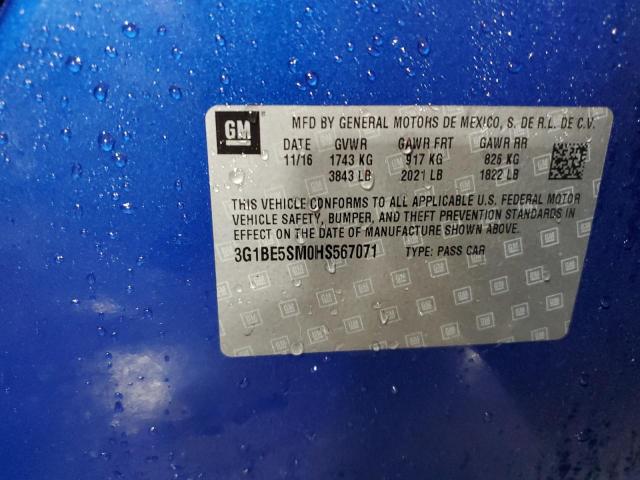 GM
MFD BY GENERAL MOTORS DE MEXICO, S. DE R.L. DE C.V.
DATE GVWR GAWR FRT GAWR RR
11/16 1743 KG 917 KG 826 KG
3843 LB 2021 LB 1822 LB
THIS VEHICLE CONFORMS TO ALL APPLICABLE U.S. FEDERAL MOTOR
VEHICLE SAFETY, BUMPER, AND THEFT PREVENTION STANDARDS IN
EFFECT ON THE DATE OF MANUFACTURE SHOWN ABOVE.
3G1BE5SM0HS567071 TYPE: PASS CAR